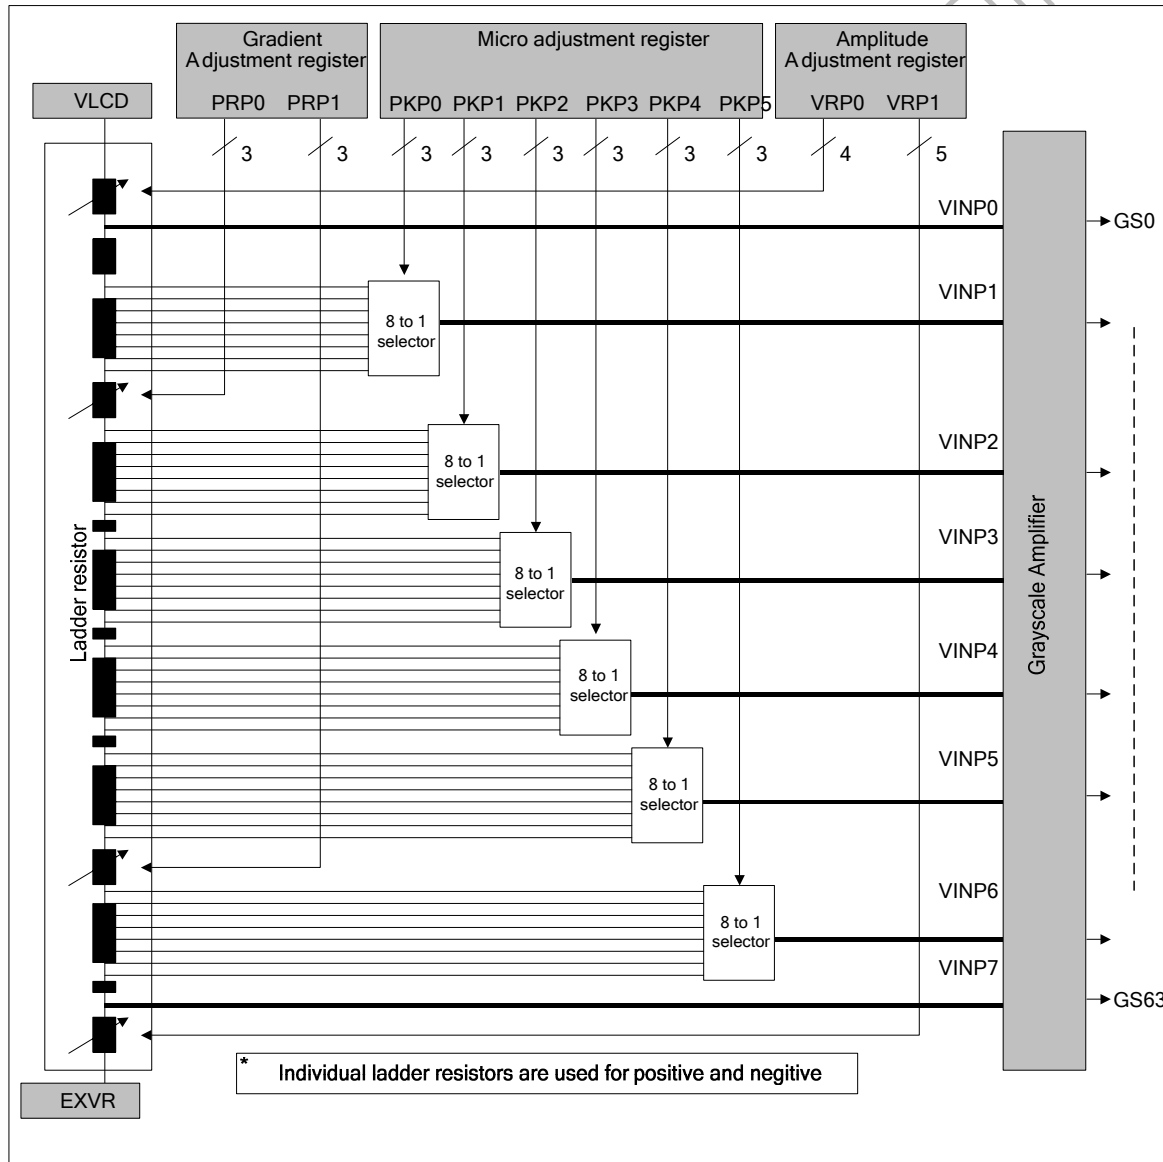 Gradient
Adjustment register
Micro adjustment register
Amplitude
Adjustment register
VLCD
PRP0 PRP1
PKP0 PKP1 PKP2 PKP3 PKP4 PKP5
VRP0 VRP1
3 3 3 3 3 3 3 3 4 5
VINP0
GS0
VINP1
8 to 1
selector
VINP2
8 to 1
selector
VINP3
8 to 1
selector
Ladder resistor
Grayscale Amplifier
VINP4
8 to 1
selector
VINP5
8 to 1
selector
VINP6
8 to 1
selector
VINP7
GS63
* Individual ladder resistors are used for positive and negitive
EXVR